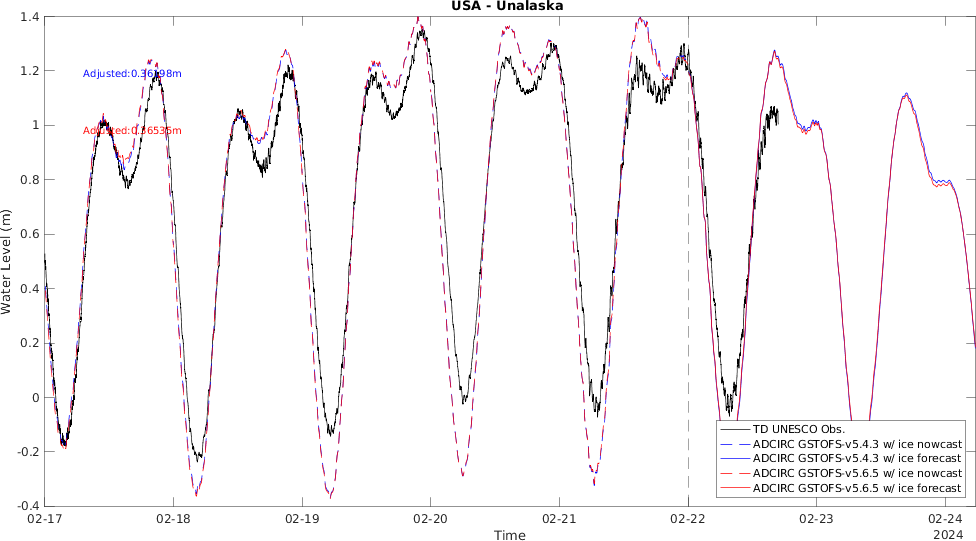 USA - Unalaska
1.4
1.2
1
0.8
0.6
0.4
0.2
0
-0.2
-0.4
Water Level (m)
Adjusted:0.36198m
Adjusted:0.36535m
TD UNESCO Obs.
ADCIRC GSTOFS-v5.4.3 w/ ice nowcast
ADCIRC GSTOFS-v5.4.3 w/ ice forecast
ADCIRC GSTOFS-v5.6.5 w/ ice nowcast
ADCIRC GSTOFS-v5.6.5 w/ ice forecast
02-17 02-18 02-19 02-20 02-21 02-22 02-23 02-24
Time
2024